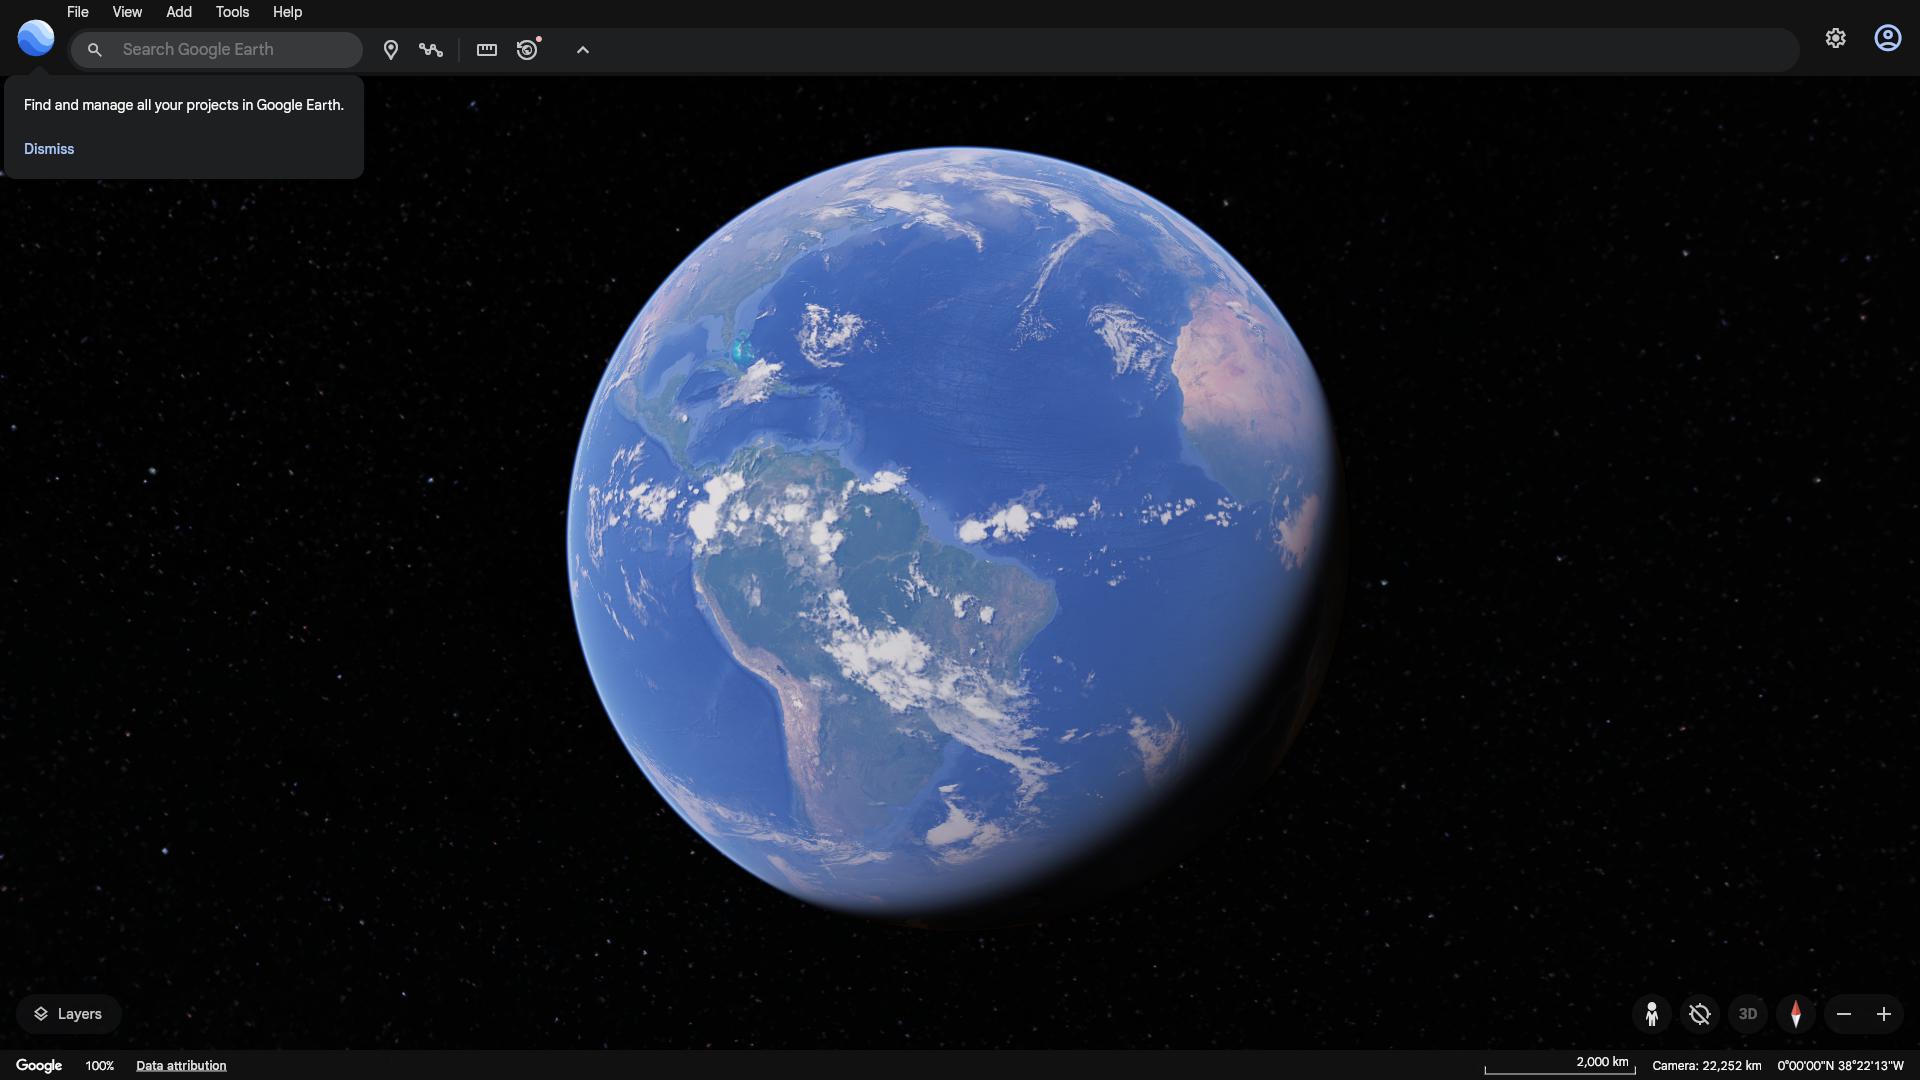 File View Add Tools Help
Search Google Earth
Find and manage all your projects in Google Earth.
Dismiss
Layers
3D
Google 100% Data attribution 2,000 km Camera: 22,252 km 0°00'00"N 38°22'13"W